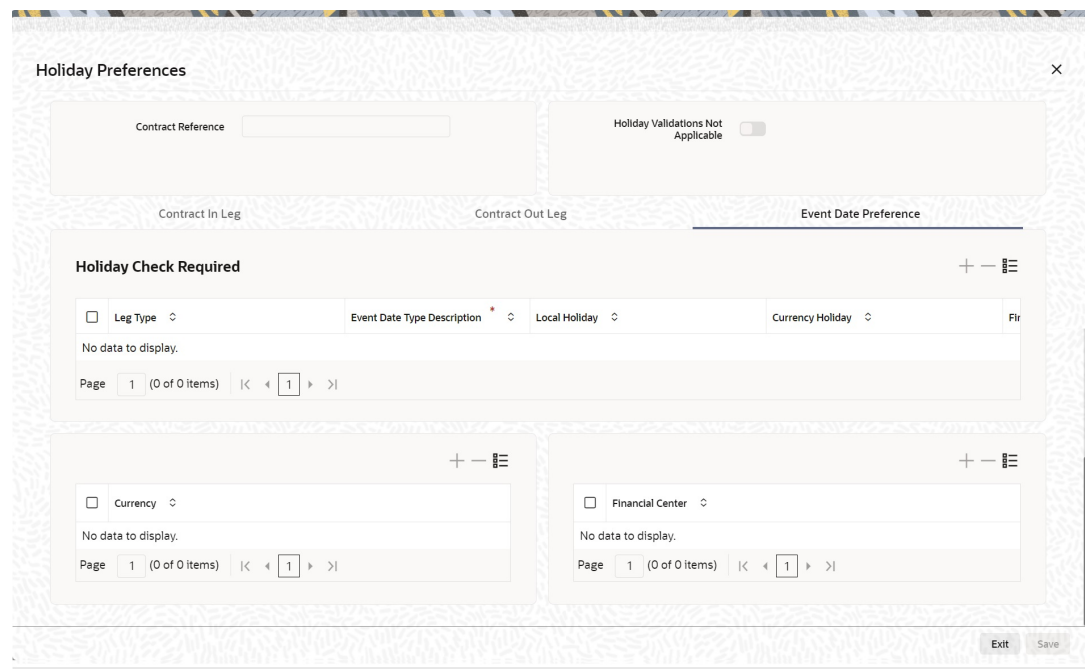 Holiday Preferences
Contract Reference
Holiday Validations Not
Applicable
Contract In Leg Contract Out Leg Event Date Preference
Holiday Check Required
Leg Type Event Date Type Description * Local Holiday Currency Holiday Fir
No data to display.
Page 1 (0 of 0 items) 1
Currency Financial Center
No data to display. No data to display.
Page 1 (0 of 0 items) 1 Page 1 (0 of 0 items) 1
Exit Save